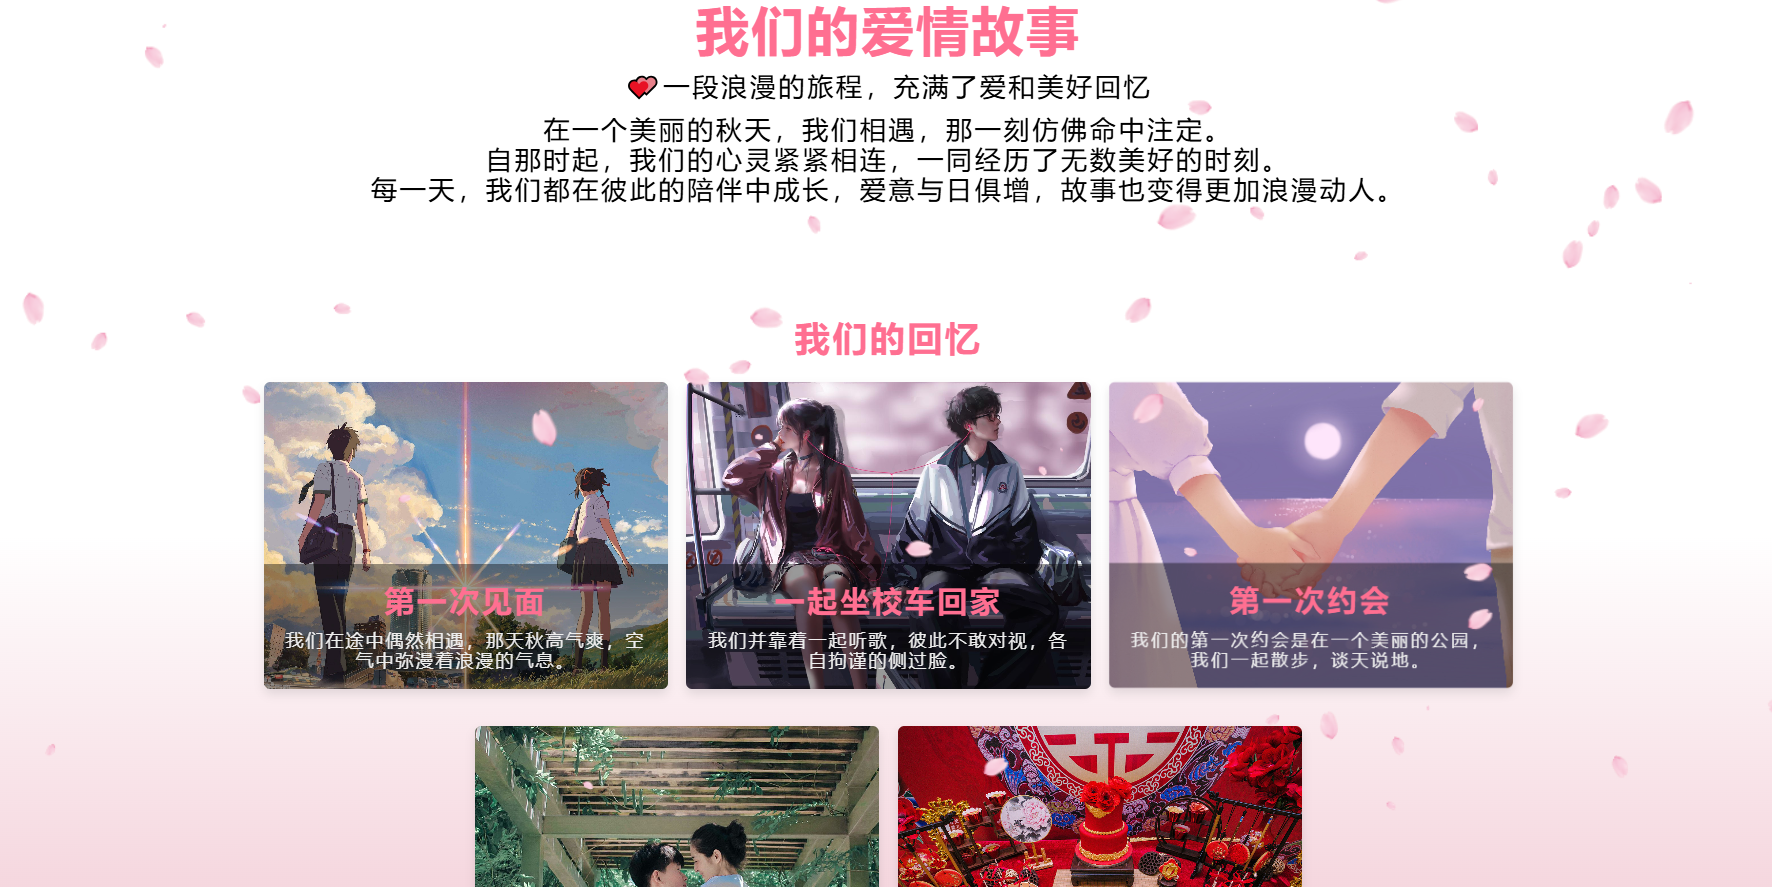 我们的爱情故事
一段浪漫的旅程，充满了爱和美好回忆
在一个美丽的秋天，我们相遇，那一刻仿佛命中注定。
自那时起，我们的心灵紧紧相连，一同经历了无数美好的时刻。
每一天，我们都在彼此的陪伴中成长，爱意与日俱增，故事也变得更加浪漫动人。
我们的回忆
第一次见面
我们在途中偶然相遇，那天秋高气爽，空
气中弥漫着浪漫的气息。
一起坐校车回家
我们并靠着一起听歌，彼此不敢对视，各
自拘谨的侧过脸。
第一次约会
我们的第一次约会是在一个美丽的公园，
我们一起散步，谈天说地。